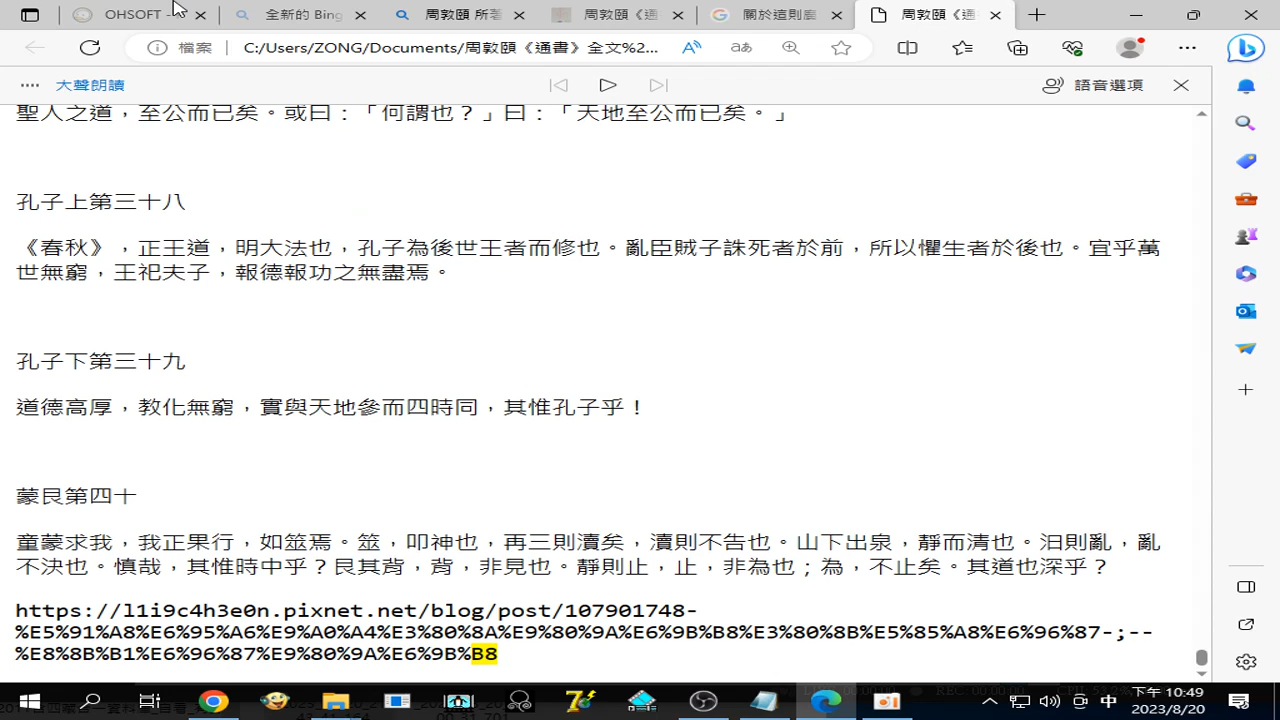 OHSOFT -
全新的 Bing
周敦頤 所著
周敦頤《通
關於這則廳
周敦頤《通
檔案
C:/Users/ZONG/Documents/周敦頤《通書》全文%2...
大聲朗讀
語音選項
聖人之道，至公而已矣。或曰：「何謂也？」曰：「天地至公而已矣。」
孔子上第三十八
《春秋》，正王道，明大法也，孔子為後世王者而修也。亂臣賊子誅死者於前，所以懼生者於後也。宜乎萬
世無窮，王祀夫子，報德報功之無盡焉。
孔子下第三十九
道德高厚，教化無窮，實與天地參而四時同，其惟孔子乎！
蒙艮第四十
童蒙求我，我正果行，如筮焉。筮，叩神也，再三則瀆矣，瀆則不告也。山下出泉，靜而清也。汩則亂，亂
不決也。慎哉，其惟時中乎？艮其背，背，非見也。靜則止，止，非為也；為，不止矣。其道也深乎？
https://l1i9c4h3e0n.pixnet.net/blog/post/107901748-
%E5%91%A8%E6%95%A6%E9%A0%A4%E3%80%8A%E9%80%9A%E6%9B%B8%E3%80%8B%E5%85%A8%E6%96%87-;--
%E8%8B%B1%E6%96%87%E9%80%9A%E6%9B%B8
中
下午 10:49
2023/8/20